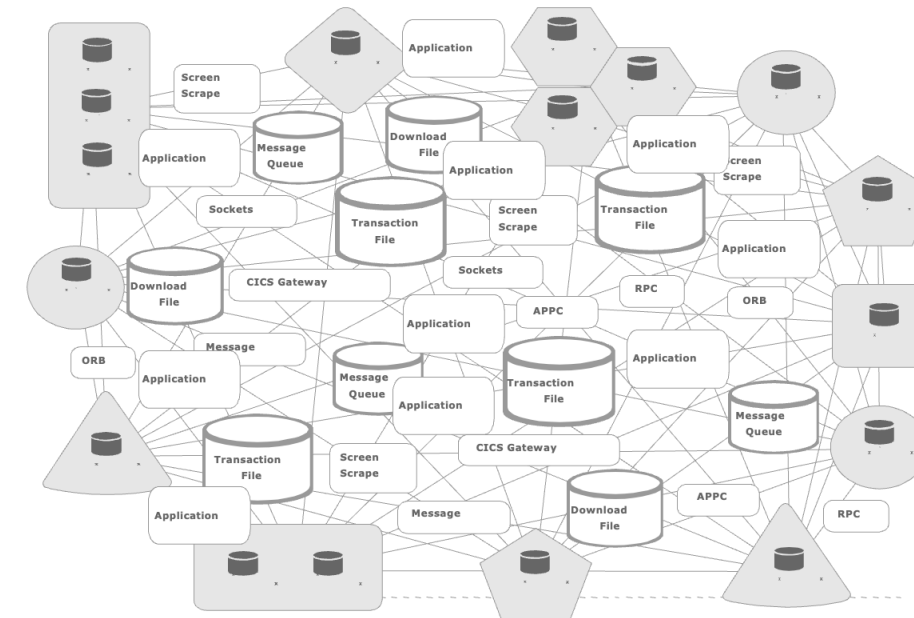 Application
Screen
Scrape
Download
File
Message
Queue
Application
Application
Application
Screen
Scrape
Sockets
Transaction
File
Screen
Scrape
Transaction
File
Application
Download
File
CICS Gateway
Sockets
RPC
ORB
APPC
Application
Message
ORB
Application
Message
Queue
Transaction
File
Application
Application
Message
Queue
Transaction
File
Screen
Scrape
CICS Gateway
Application
Message
Download
File
APPC
RPC